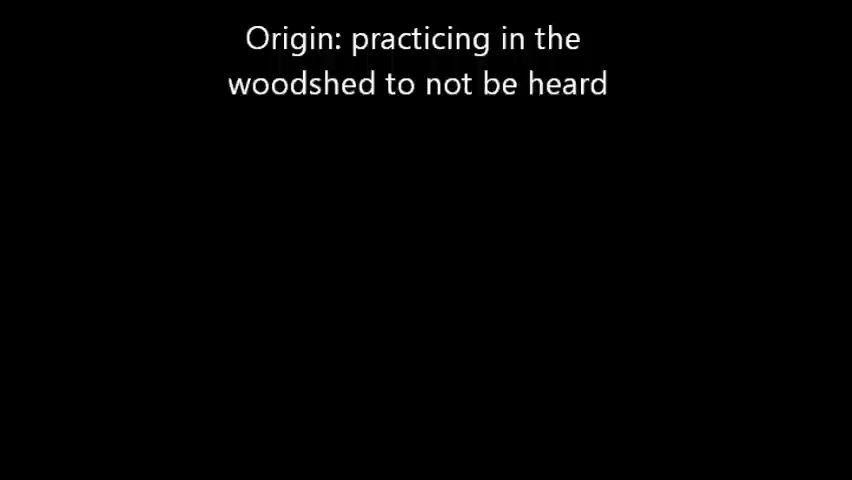 Origin: practicing in the
woodshed to not be heard